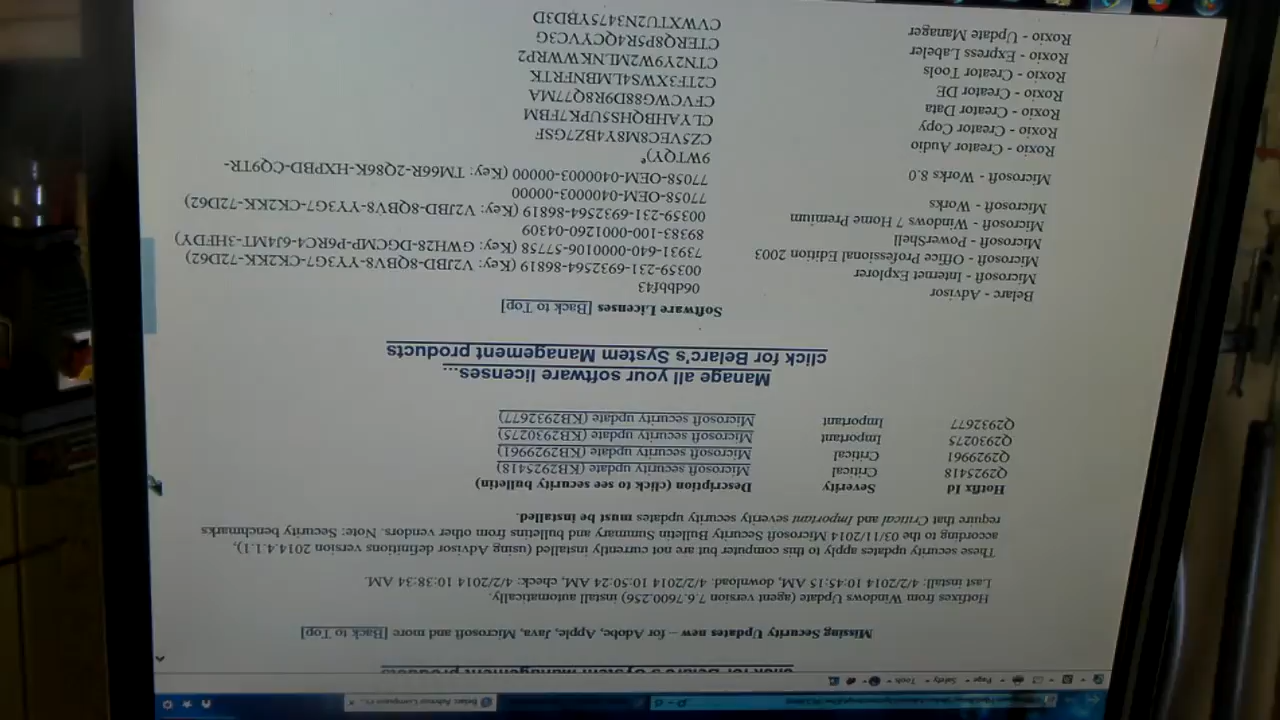 Page Safety Tools
Missing Security Updates new – for Adobe, Apple, Java, Microsoft and more [Back to Top]
Hotfixes from Windows Update (agent version 7.6.7600.256) install automatically.
Last install: 4/2/2014 10:45:15 AM, download: 4/2/2014 10:50:24 AM, check: 4/2/2014 10:38:34 AM.
These security updates apply to this computer but are not currently installed (using Advisor definitions version 2014.4.1.1),
according to the 03/11/2014 Microsoft Security Bulletin Summary and bulletins from other vendors. Note: Security benchmarks
require that Critical and Important severity security updates must be installed.
Hotfix Id Severity Description (click to see security bulletin)
Q2925418 Critical Microsoft security update (KB2925418)
Q2929961 Critical Microsoft security update (KB2929961)
Q2930275 Important Microsoft security update (KB2930275)
Q2932677 Important Microsoft security update (KB2932677)
Manage all your software licenses...
click for Belarc's System Management products
Software Licenses [Back to Top]
Belarc - Advisor 06dbbf43
Microsoft - Internet Explorer 00359-231-6932564-86819 (Key: V2JBD-8QBV8-YY3G7-CK2KK-72D62)
Microsoft - Office Professional Edition 2003 73931-640-0000106-57758 (Key: GWH28-DGCMP-P6RC4-6J4MT-3HFDY)
Microsoft - PowerShell 89383-100-0001260-04309
Microsoft - Windows 7 Home Premium 00359-231-6932564-86819 (Key: V2JBD-8QBV8-YY3G7-CK2KK-72D62)
Microsoft - Works 77058-OEM-0400003-00000
Microsoft - Works 8.0 77058-OEM-0400003-00000 (Key: TM66R-2Q86K-HXPBD-CQ9TR-
9WTQY)ª
Roxio - Creator Audio CZ5VEC8M8Y4BZ7GSF
Roxio - Creator Copy CLYAHBQHS5UPK7FBM
Roxio - Creator Data CFVCWG88D9R8Q77MA
Roxio - Creator DE C2TF3XWS4LMBNFRTK
Roxio - Creator Tools CTN2Y9W2MLNKWWRP2
Roxio - Express Labeler CTERQ8P5R4QCYVC3G
Roxio - Update Manager CVWXTU2N3475YBD3D